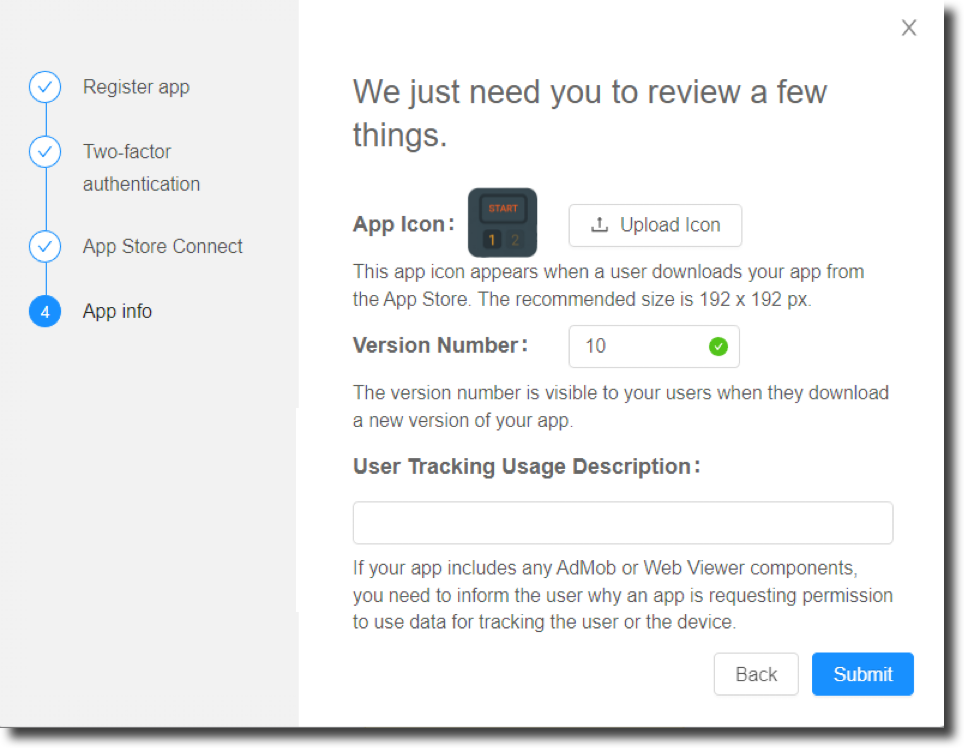 Register app
Two-factor
authentication
App Store Connect
4
App info
We just need you to review a few
things.
App Icon:
START
1 2
Upload Icon
This app icon appears when a user downloads your app from
the App Store. The recommended size is 192 x 192 px.
Version Number:
10
The version number is visible to your users when they download
a new version of your app.
User Tracking Usage Description:
If your app includes any AdMob or Web Viewer components,
you need to inform the user why an app is requesting permission
to use data for tracking the user or the device.
Back
Submit